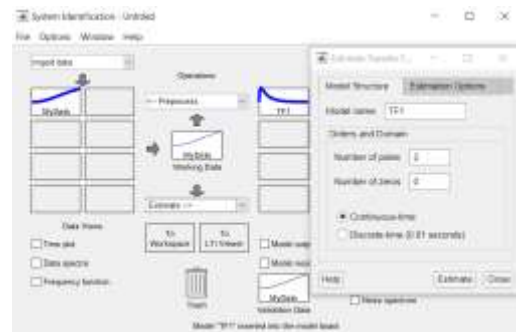 System Identification - Untitled
File Options Window Help
Import data
Operations
<-- Preprocess
MyData
TF1
MyData
Working Data
Estimate -->
Data Views
To
Workspace
To
LTI Viewer
Time plot
Data spectra
Frequency function
Trash
MyData
Validation Data
Model "TF1" inserted into the model board
Model Structure
Estimation Options
Model name: TF1
Orders and Domain
Number of poles
Number of zeros
Continuous-time
Discrete-time (0.01 seconds)
Help
Estimate
Close